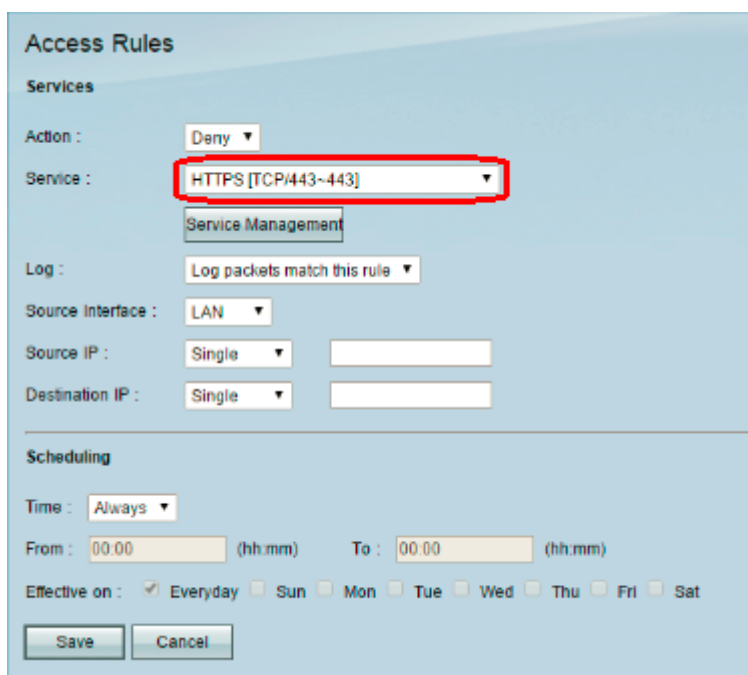 Access Rules
Services
Action : Deny
Service : HTTPS [TCP/443~443]
Service Management
Log : Log packets match this rule
Source Interface : LAN
Source IP : Single
Destination IP : Single
Scheduling
Time : Always
From : 00:00 (hh:mm) To : 00:00 (hh:mm)
Effective on : Everyday Sun Mon Tue Wed Thu Fri Sat
Save Cancel